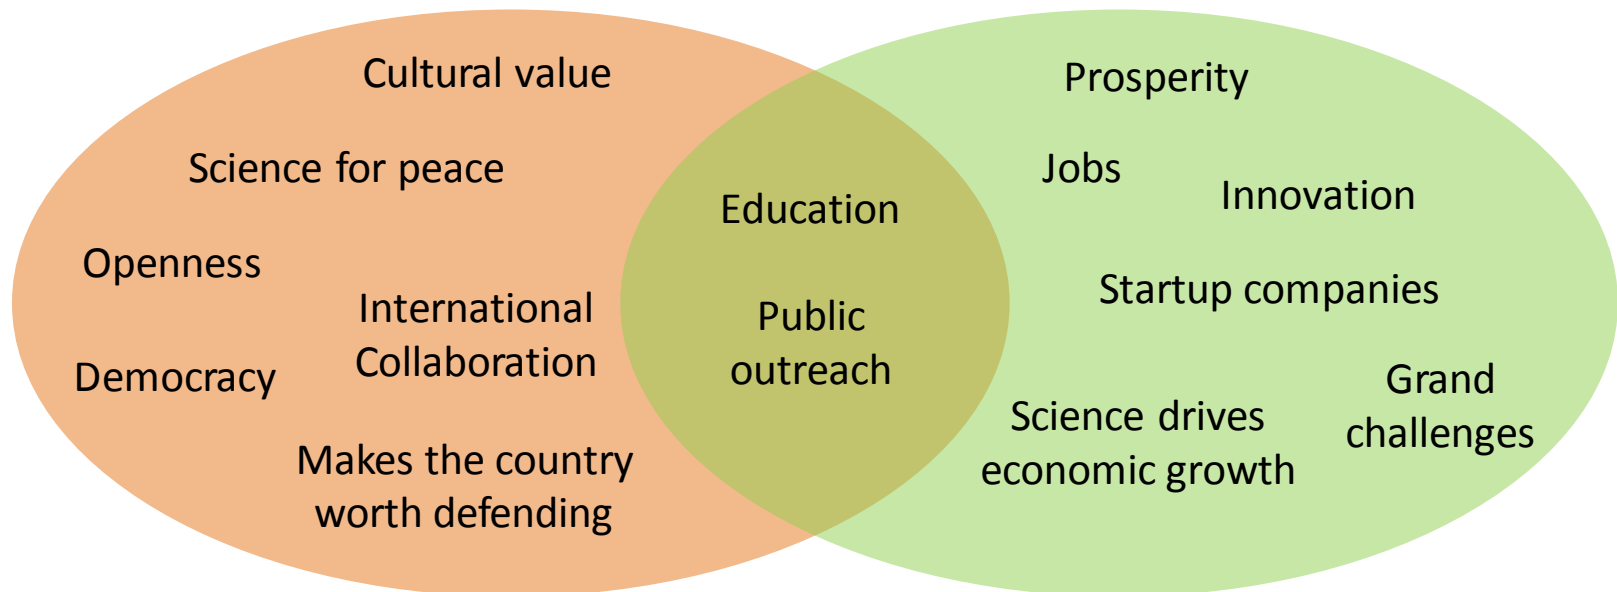 Cultural value
Science for peace
Openness
International
Collaboration
Democracy
Makes the country
worth defending
Education
Public
outreach
Prosperity
Jobs
Innovation
Startup companies
Grand
challenges
Science drives
economic growth